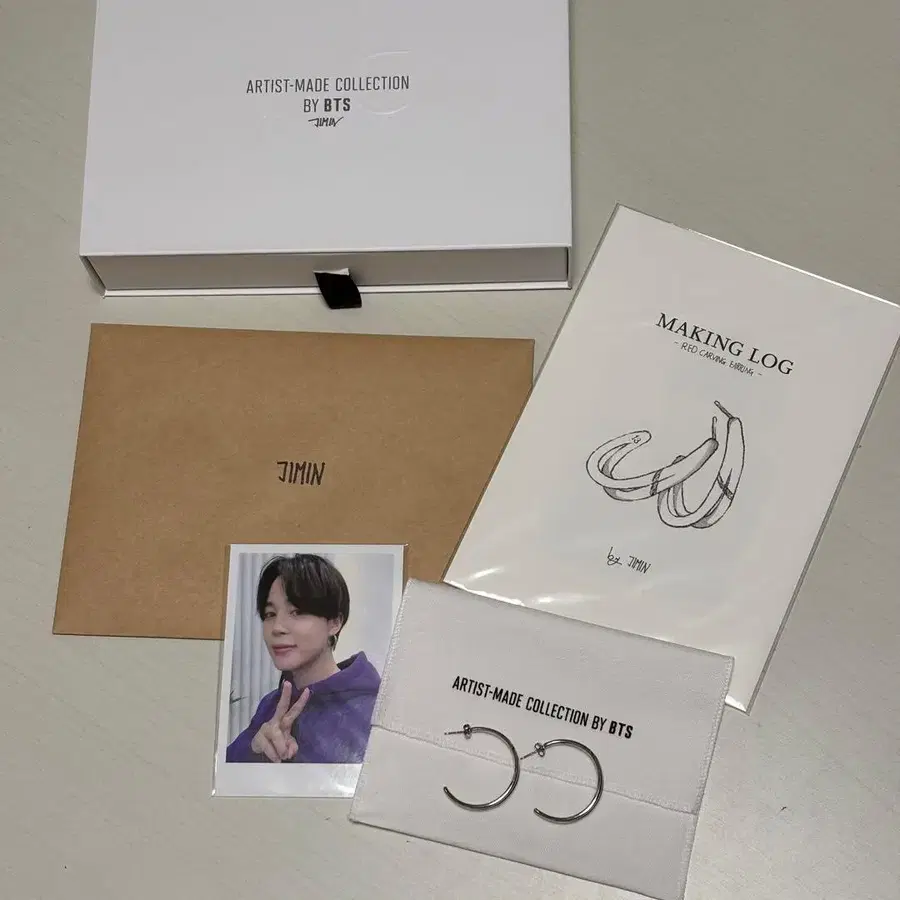 ARTIST-MADE COLLECTION
BY BTS
JIMIN
MAKING LOG
- RED CARVING EARRING -
by JIMIN
JIMIN
ARTIST-MADE COLLECTION BY BTS